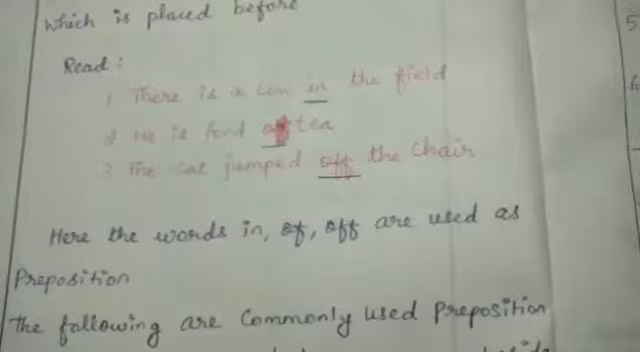 which is placed before
Read:
1 There is a cow in the field
2 He is fond of tea
3 The cat jumped off the chair
Here the words in, of, off are used as
Preposition
The following are commonly used Preposition
5